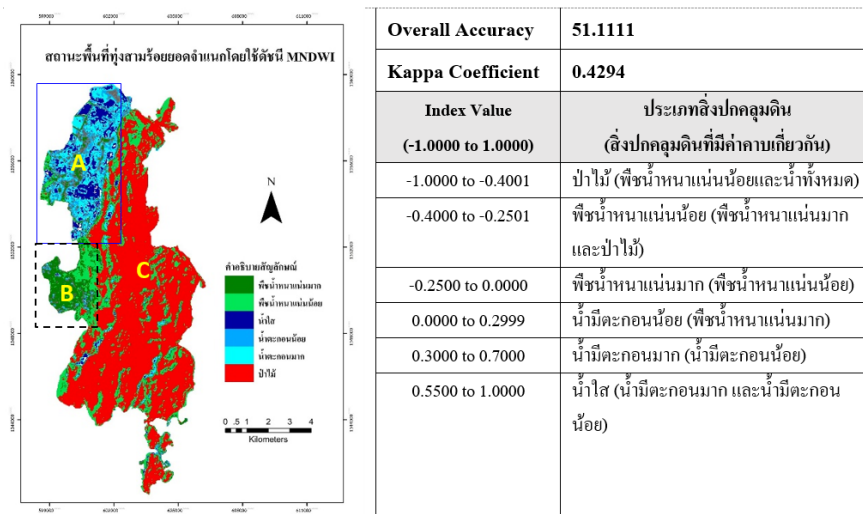 สถานะพื้นที่ทุ่งสามร้อยยอดจำแนกโดยใช้ดัชนี MNDWI
A
B
C
N
คำอธิบายสัญลักษณ์
พืชน้ำหนาแน่นมาก
พืชน้ำหนาแน่นน้อย
น้ำใส
น้ำตะกอนน้อย
น้ำตะกอนมาก
ป่าไม้
0 .5 1 2 3 4
Kilometers
Overall Accuracy 51.1111
Kappa Coefficient 0.4294
Index Value ประเภทสิ่งปกคลุมดิน
(-1.0000 to 1.0000) (สิ่งปกคลุมดินที่มีค่าคาบเกี่ยวกัน)
-1.0000 to -0.4001 ป่าไม้ (พืชน้ำหนาแน่นน้อยและน้ำทั้งหมด)
-0.4000 to -0.2501 พืชน้ำหนาแน่นน้อย (พืชน้ำหนาแน่นมาก
และป่าไม้)
-0.2500 to 0.0000 พืชน้ำหนาแน่นมาก (พืชน้ำหนาแน่นน้อย)
0.0000 to 0.2999 น้ำมีตะกอนน้อย (พืชน้ำหนาแน่นมาก)
0.3000 to 0.7000 น้ำมีตะกอนมาก (น้ำมีตะกอนน้อย)
0.5500 to 1.0000 น้ำใส (น้ำมีตะกอนมาก และน้ำมีตะกอน
น้อย)